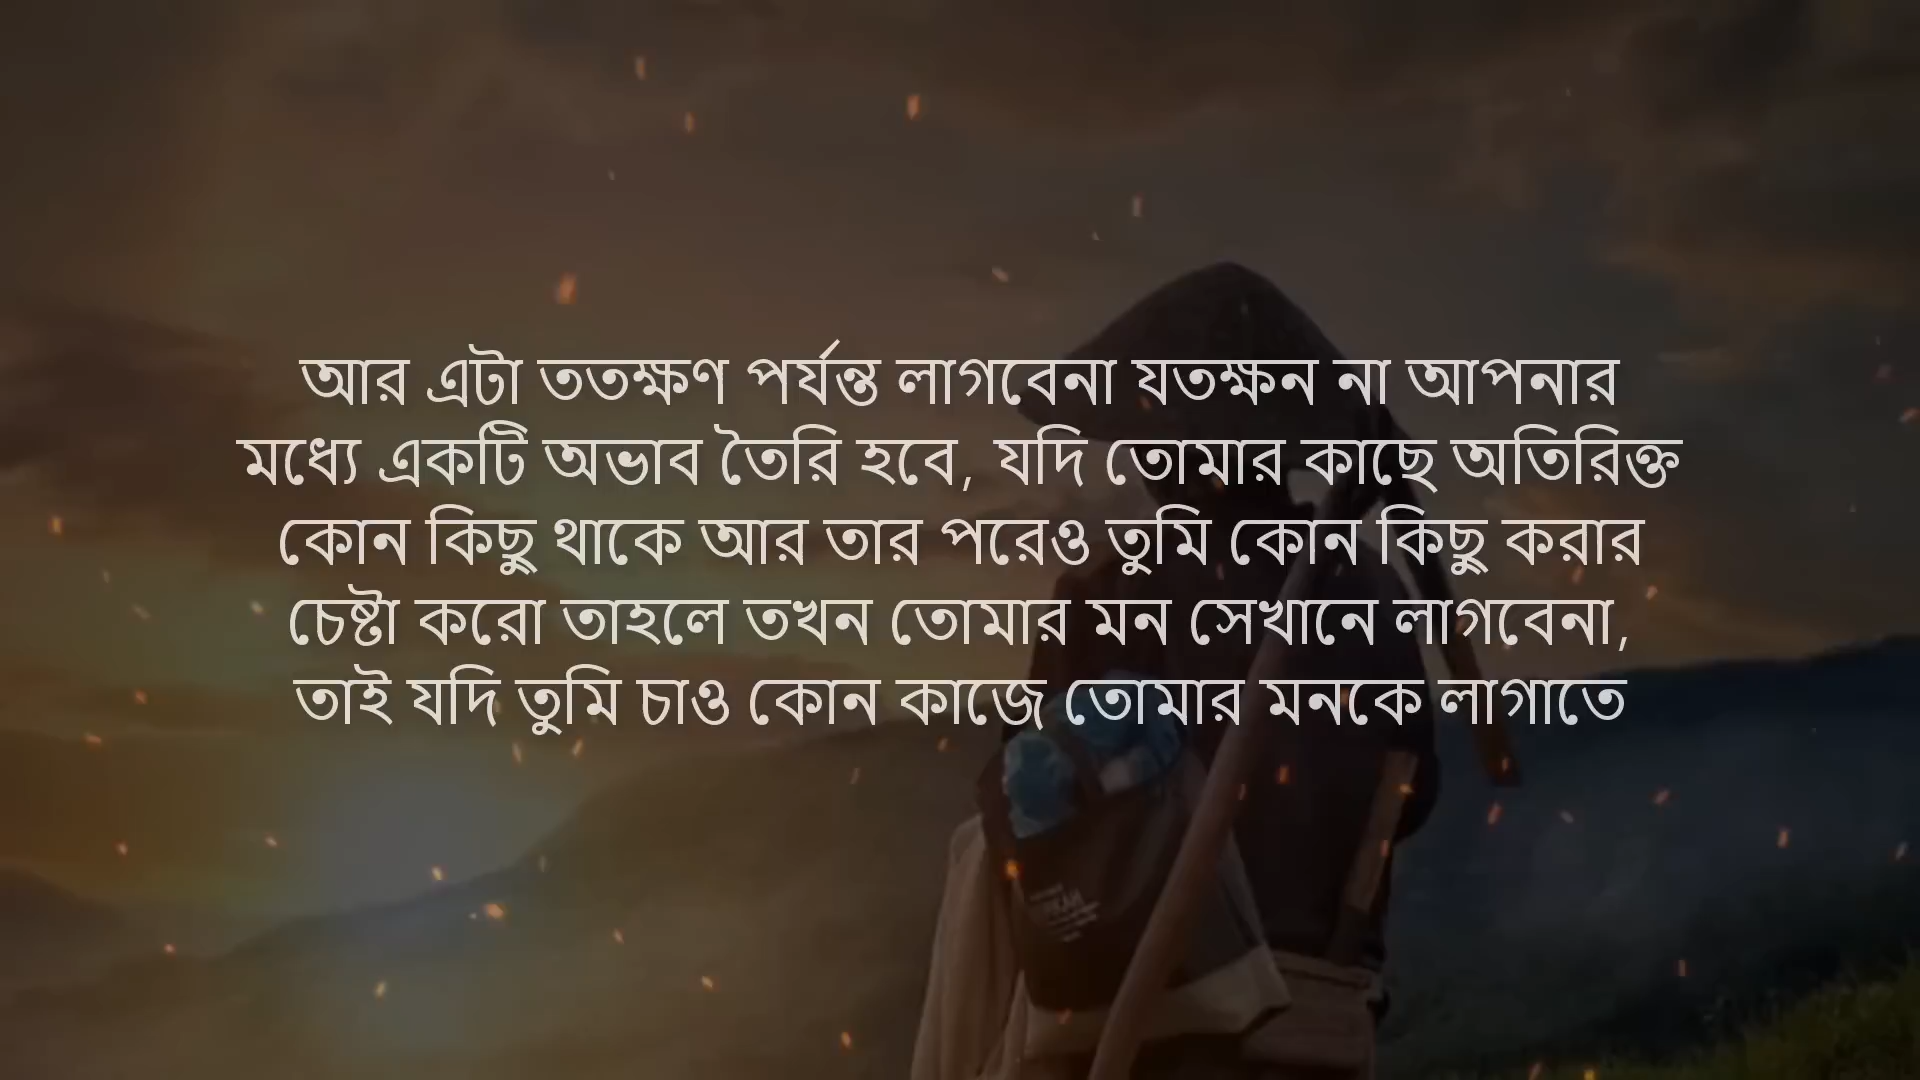 আর এটা ততক্ষণ পর্যন্ত লাগবেনা যতক্ষন না আপনার
মধ্যে একটি অভাব তৈরি হবে, যদি তোমার কাছে অতিরিক্ত
কোন কিছু থাকে আর তার পরেও তুমি কোন কিছু করার
চেষ্টা করো তাহলে তখন তোমার মন সেখানে লাগবেনা,
তাই যদি তুমি চাও কোন কাজে তোমার মনকে লাগাতে